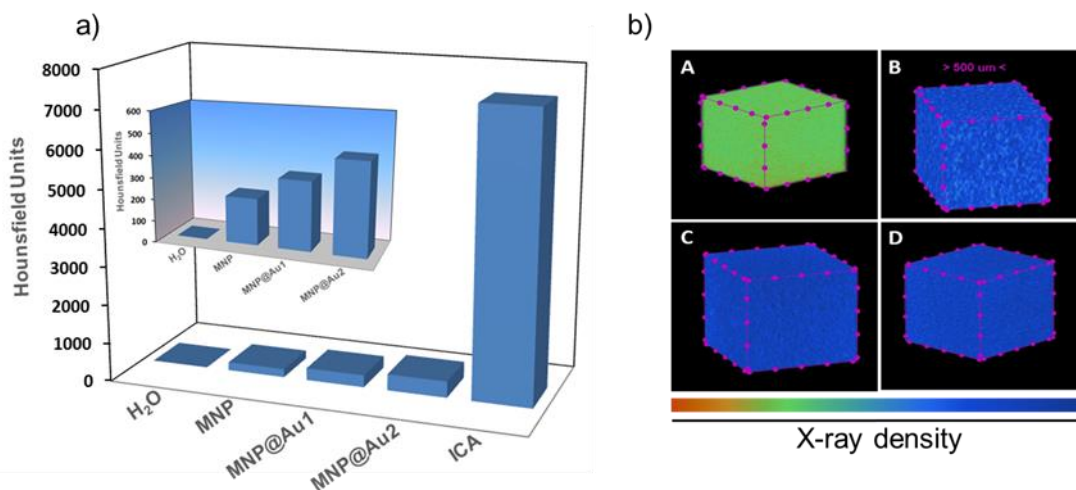 a)
Hounsfield Units
8000
7000
6000
5000
4000
3000
2000
1000
0
H₂O
MNP
MNP@Au1
MNP@Au2
ICA
Hounsfield Units
600
500
400
300
200
100
0
H₂O
MNP
MNP@Au1
MNP@Au2
b)
A
B
> 500 um <
C
D
X-ray density